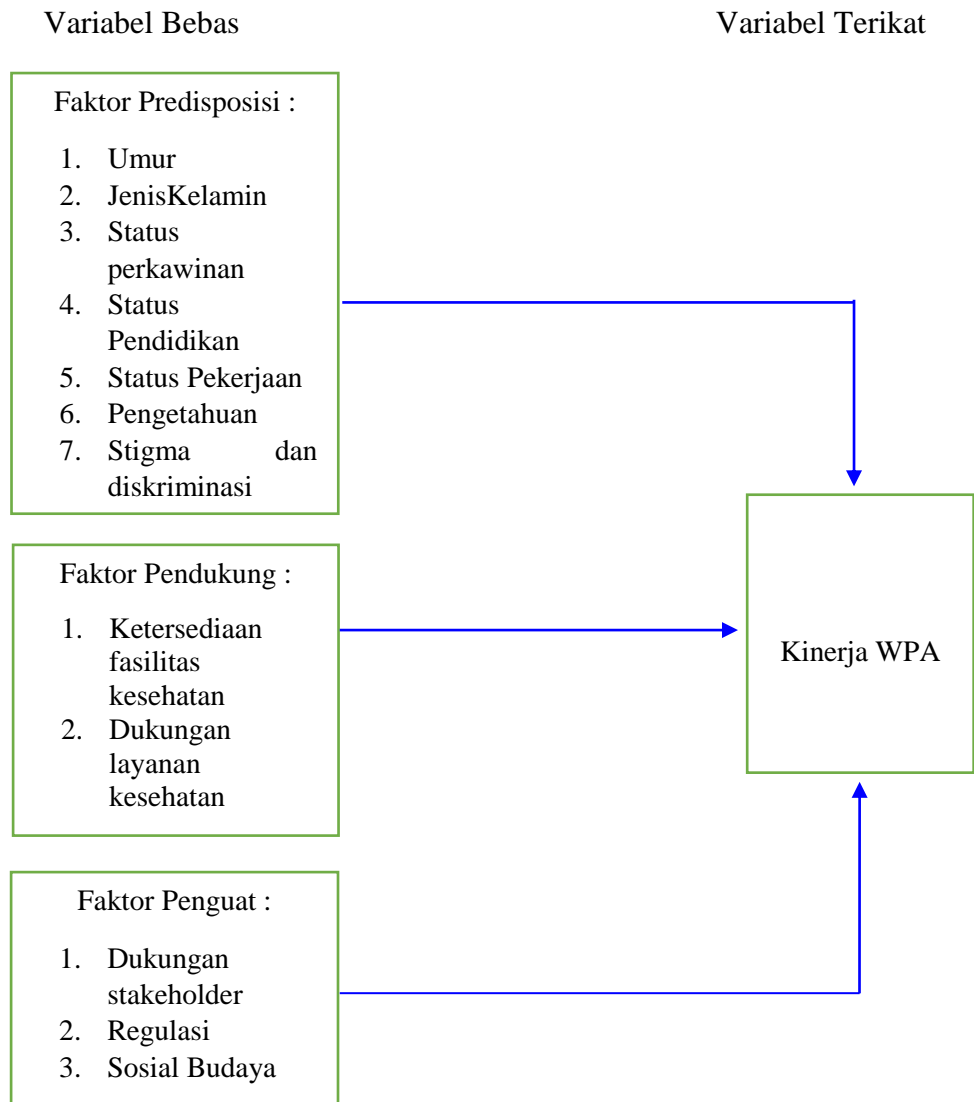 Variabel Bebas
Variabel Terikat
Faktor Predisposisi :
1. Umur
2. JenisKelamin
3. Status
perkawinan
4. Status
Pendidikan
5. Status Pekerjaan
6. Pengetahuan
7. Stigma dan
diskriminasi
Faktor Pendukung :
1. Ketersediaan
fasilitas
kesehatan
2. Dukungan
layanan
kesehatan
Kinerja WPA
Faktor Penguat :
1. Dukungan
stakeholder
2. Regulasi
3. Sosial Budaya